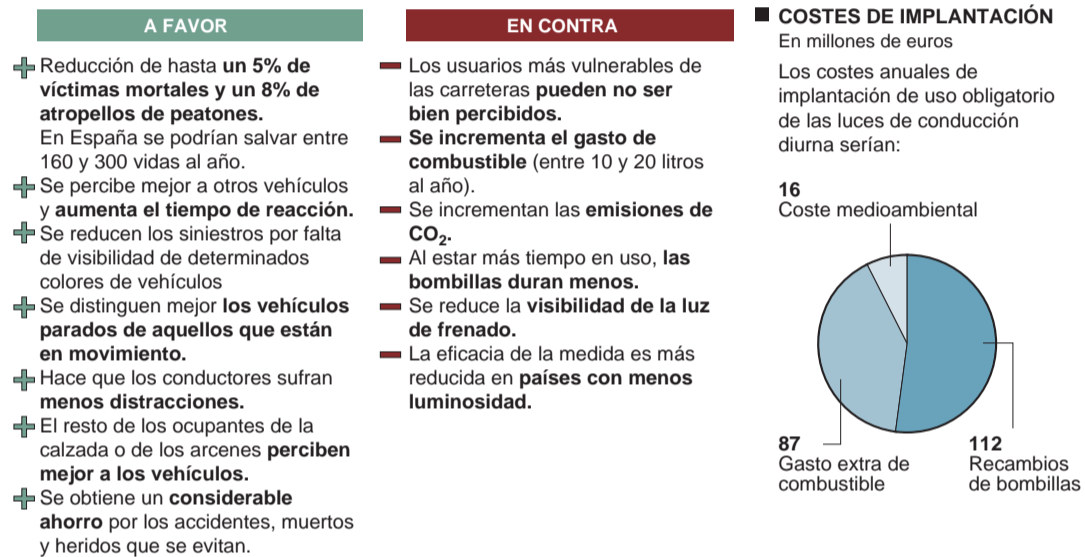 A FAVOR
Reducción de hasta un 5% de
víctimas mortales y un 8% de
atropellos de peatones.
En España se podrían salvar entre
160 y 300 vidas al año.
Se percibe mejor a otros vehículos
y aumenta el tiempo de reacción.
Se reducen los siniestros por falta
de visibilidad de determinados
colores de vehículos
Se distinguen mejor los vehículos
parados de aquellos que están
en movimiento.
Hace que los conductores sufran
menos distracciones.
El resto de los ocupantes de la
calzada o de los arcenes perciben
mejor a los vehículos.
Se obtiene un considerable
ahorro por los accidentes, muertos
y heridos que se evitan.
EN CONTRA
Los usuarios más vulnerables de
las carreteras pueden no ser
bien percibidos.
Se incrementa el gasto de
combustible (entre 10 y 20 litros
al año).
Se incrementan las emisiones de
CO₂.
Al estar más tiempo en uso, las
bombillas duran menos.
Se reduce la visibilidad de la luz
de frenado.
La eficacia de la medida es más
reducida en países con menos
luminosidad.
COSTES DE IMPLANTACIÓN
En millones de euros
Los costes anuales de
implantación de uso obligatorio
de las luces de conducción
diurna serían:
16
Coste medioambiental
87
Gasto extra de
combustible
112
Recambios
de bombillas